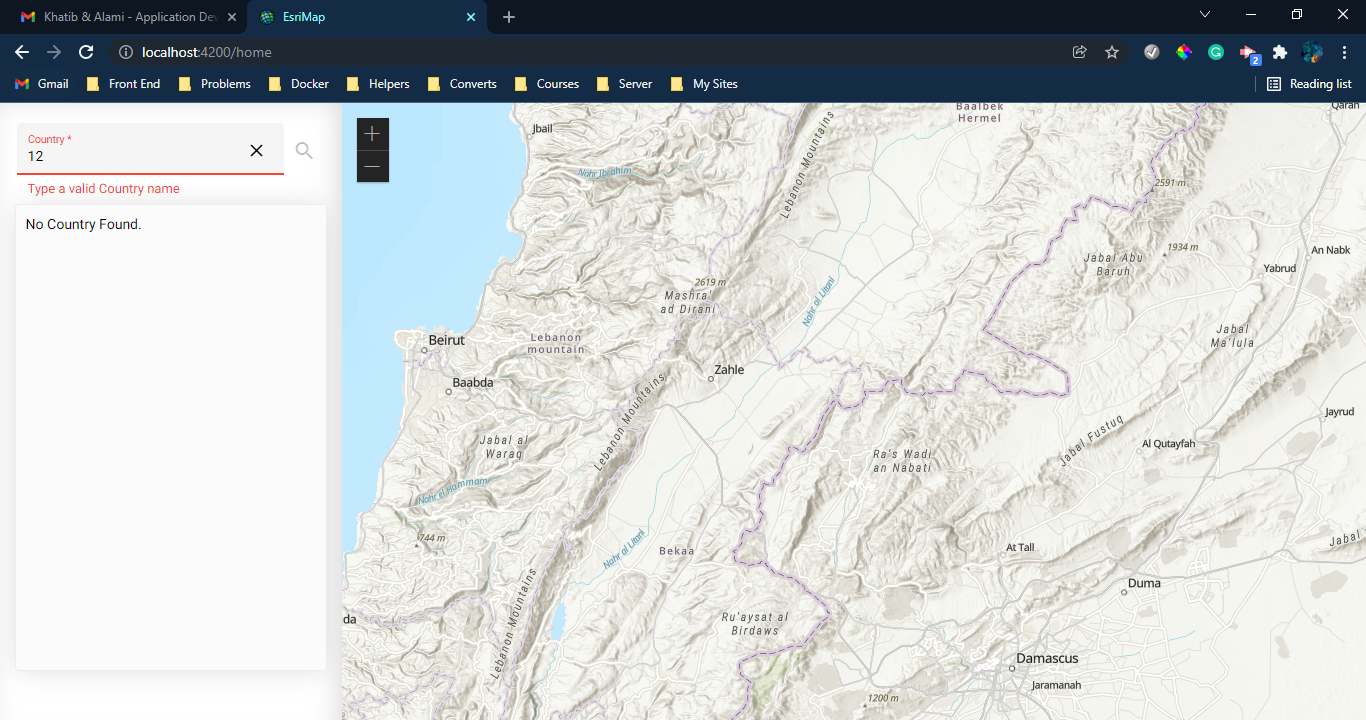 Khatib & Alami - Application Dev
EsriMap
localhost:4200/home
2
Gmail
Front End
Problems
Docker
Helpers
Converts
Courses
Server
My Sites
Reading list
Country *
12
Type a valid Country name
No Country Found.
+
−
Baalbek
Hermel
Qaran
Jbail
Lebanon Mountains
Nahr Ibrahim
2591 m
1934 m
An Nabk
Jabal Abu
Baruh
Yabrud
2619 m
Mashra'
ad Dirani
Nahr al Litani
Jabal
Ma'lula
Beirut
Lebanon
mountain
Zahle
Baabda
Lebanon Mountains
Jayrud
Jabal al
Waraq
Jabal Fustuq
Al Qutayfah
Ra's Wadi
an Nabati
Nahr el Hammam
744 m
Nahr al Litani
Bekaa
At Tall
Jabal
Duma
Lebanon Mountains
da
Ru'aysat al
Birdaws
Damascus
Jaramanah
1200 m